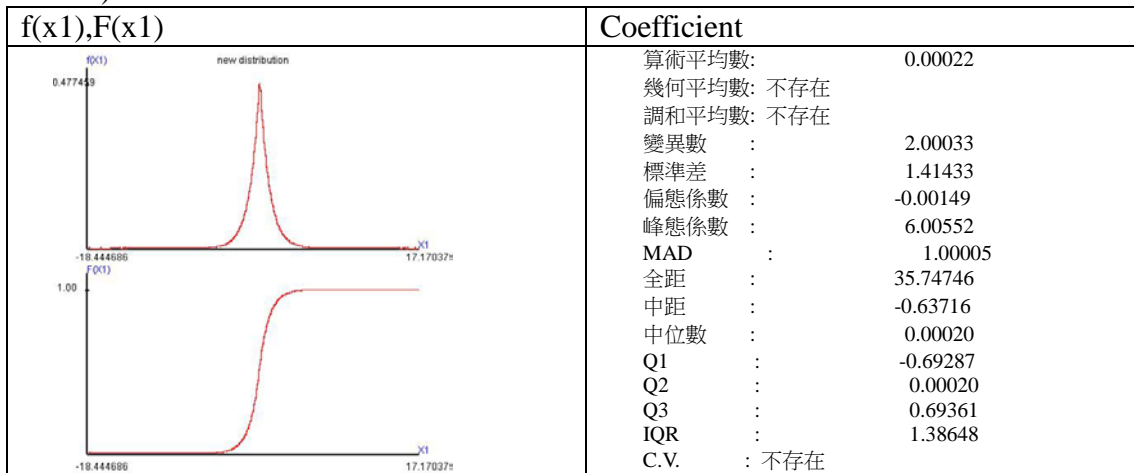 f(x1),F(x1)
Coefficient
f(X1)
new distribution
0.477459
X1
-18.444686
17.17037
F(X1)
1.00
X1
-18.444686
17.17037
算術平均數: 0.00022
幾何平均數: 不存在
調和平均數: 不存在
變異數 : 2.00033
標準差 : 1.41433
偏態係數 : -0.00149
峰態係數 : 6.00552
MAD : 1.00005
全距 : 35.74746
中距 : -0.63716
中位數 : 0.00020
Q1 : -0.69287
Q2 : 0.00020
Q3 : 0.69361
IQR : 1.38648
C.V. : 不存在